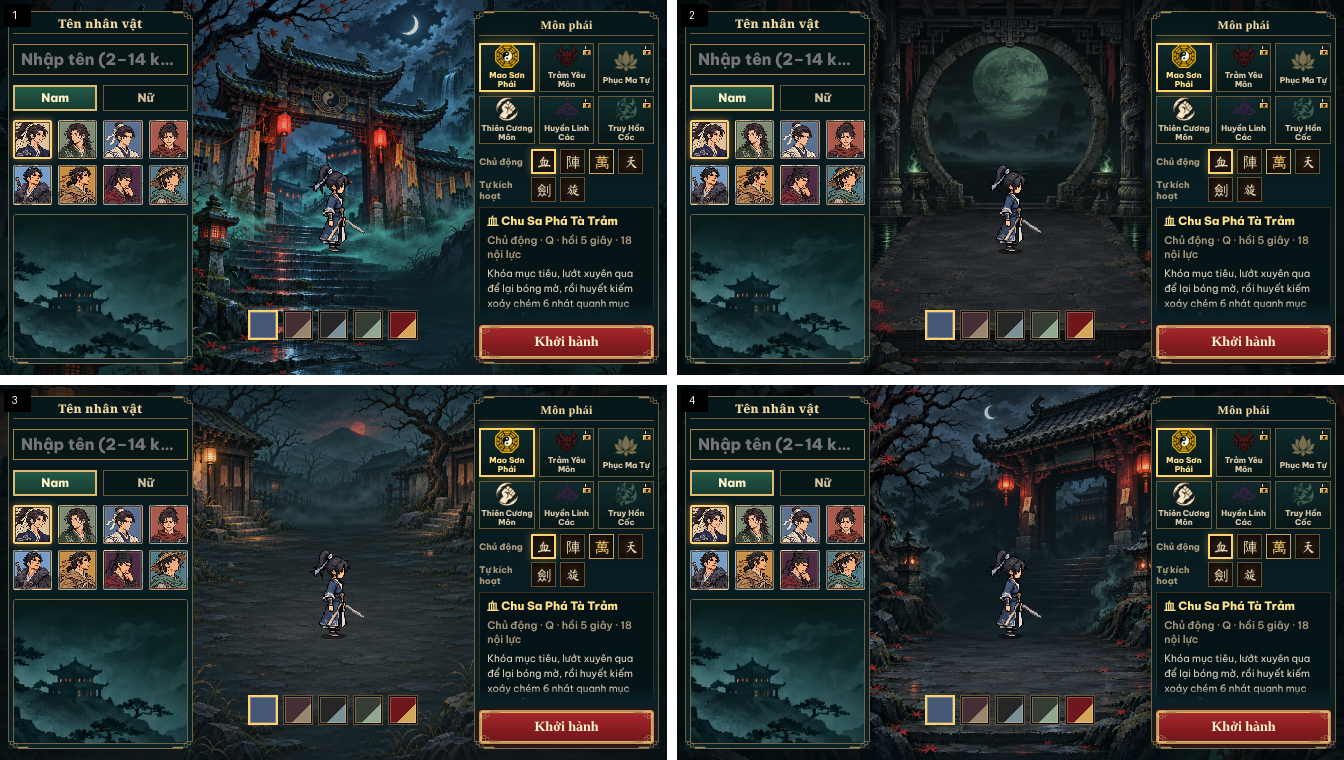 1
Tên nhân vật
Nhập tên (2–14 k...
Nam
Nữ
Môn phái
Mao Sơn
Phái
Trảm Yêu
Môn
Phục Ma Tự
Thiên Cương
Môn
Huyền Linh
Các
Truy Hồn
Cốc
Chủ động
血
陣
萬
天
Tự kích
hoạt
劍
旋
血 Chu Sa Phá Tà Trảm
Chủ động · Q · hồi 5 giây · 18
nội lực
Khóa mục tiêu, lướt xuyên qua
để lại bóng mờ, rồi huyết kiếm
xoáy chém 6 nhát quanh mục
Khởi hành
2
Tên nhân vật
Nhập tên (2–14 k...
Nam
Nữ
Môn phái
Mao Sơn
Phái
Trảm Yêu
Môn
Phục Ma Tự
Thiên Cương
Môn
Huyền Linh
Các
Truy Hồn
Cốc
Chủ động
血
陣
萬
天
Tự kích
hoạt
劍
旋
血 Chu Sa Phá Tà Trảm
Chủ động · Q · hồi 5 giây · 18
nội lực
Khóa mục tiêu, lướt xuyên qua
để lại bóng mờ, rồi huyết kiếm
xoáy chém 6 nhát quanh mục
Khởi hành
3
Tên nhân vật
Nhập tên (2–14 k...
Nam
Nữ
Môn phái
Mao Sơn
Phái
Trảm Yêu
Môn
Phục Ma Tự
Thiên Cương
Môn
Huyền Linh
Các
Truy Hồn
Cốc
Chủ động
血
陣
萬
天
Tự kích
hoạt
劍
旋
血 Chu Sa Phá Tà Trảm
Chủ động · Q · hồi 5 giây · 18
nội lực
Khóa mục tiêu, lướt xuyên qua
để lại bóng mờ, rồi huyết kiếm
xoáy chém 6 nhát quanh mục
Khởi hành
4
Tên nhân vật
Nhập tên (2–14 k...
Nam
Nữ
Môn phái
Mao Sơn
Phái
Trảm Yêu
Môn
Phục Ma Tự
Thiên Cương
Môn
Huyền Linh
Các
Truy Hồn
Cốc
Chủ động
血
陣
萬
天
Tự kích
hoạt
劍
旋
血 Chu Sa Phá Tà Trảm
Chủ động · Q · hồi 5 giây · 18
nội lực
Khóa mục tiêu, lướt xuyên qua
để lại bóng mờ, rồi huyết kiếm
xoáy chém 6 nhát quanh mục
Khởi hành